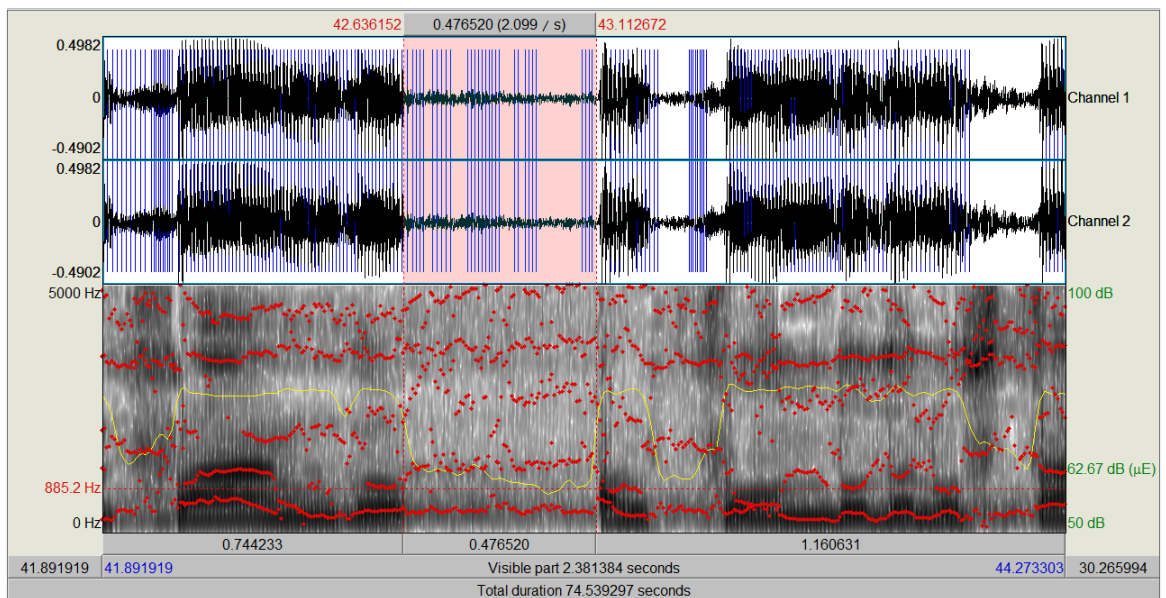 42.636152 0.476520 (2.099 / s) 43.112672
0.4982
0 Channel 1
-0.4902
0.4982
0 Channel 2
-0.4902
5000 Hz 100 dB
62.67 dB (µE)
885.2 Hz
0 Hz 50 dB
0.744233 0.476520 1.160631
41.891919 41.891919 Visible part 2.381384 seconds 44.273303 30.265994
Total duration 74.539297 seconds